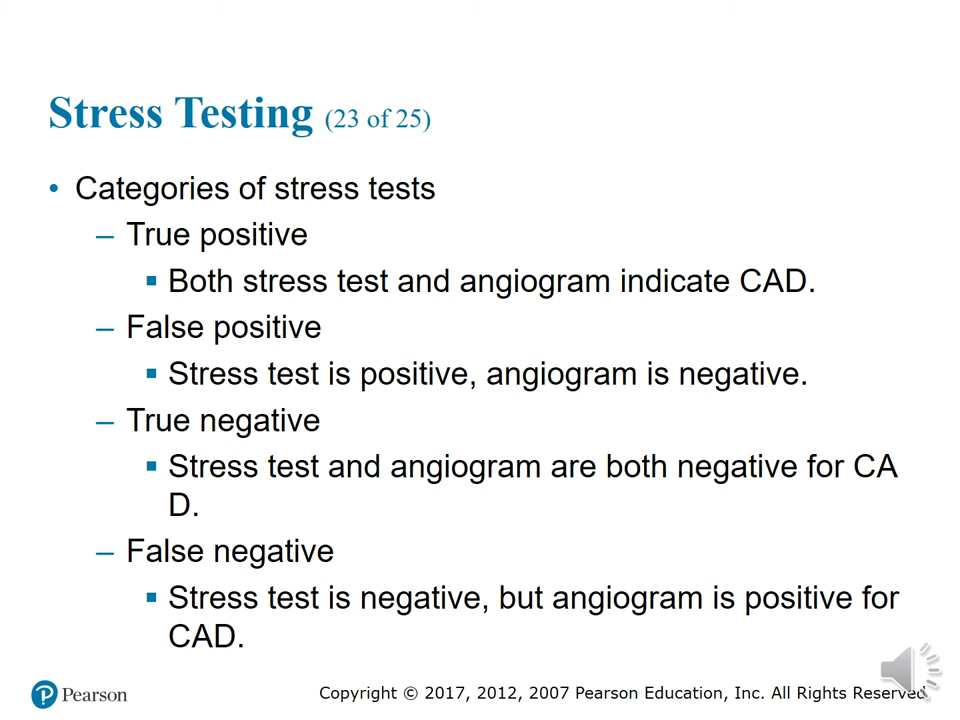 Stress Testing (23 of 25)
• Categories of stress tests
– True positive
▪ Both stress test and angiogram indicate CAD.
– False positive
▪ Stress test is positive, angiogram is negative.
– True negative
▪ Stress test and angiogram are both negative for CA
D.
– False negative
▪ Stress test is negative, but angiogram is positive for
CAD.
Pearson
Copyright © 2017, 2012, 2007 Pearson Education, Inc. All Rights Reserved